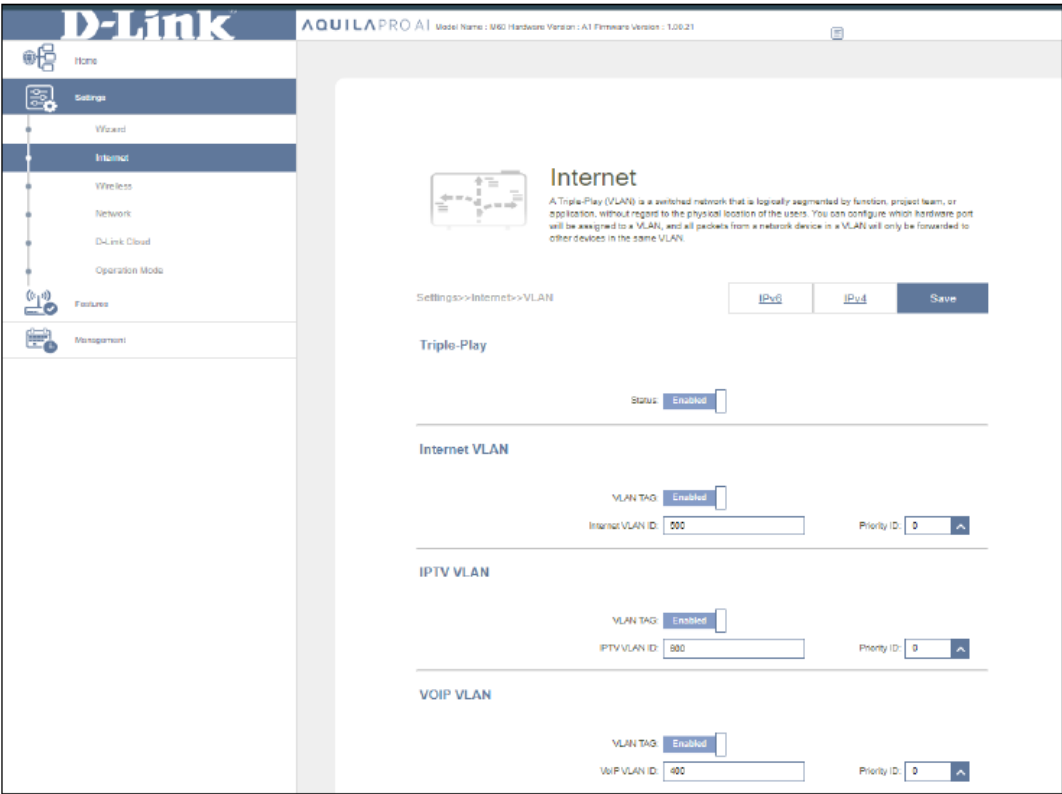 D-Link
AQUILA PRO AI Model Name : M60 Hardware Version : A1 Firmware Version : 1.00.21
Home
Settings
Wizard
Internet
Wireless
Network
D-Link Cloud
Operation Mode
Features
Management
Internet
A Triple-Play (VLAN) is a switched network that is logically segmented by function, project team, or
application, without regard to the physical location of the users. You can configure which hardware port
will be assigned to a VLAN, and all packets from a network device in a VLAN will only be forwarded to
other devices in the same VLAN.
Settings>>Internet>>VLAN
IPv6
IPv4
Save
Triple-Play
Status: Enabled
Internet VLAN
VLAN TAG: Enabled
Internet VLAN ID: 500 Priority ID: 0
IPTV VLAN
VLAN TAG: Enabled
IPTV VLAN ID: Priority ID: 0
VOIP VLAN
VLAN TAG: Enabled
VoIP VLAN ID: 400 Priority ID: 0